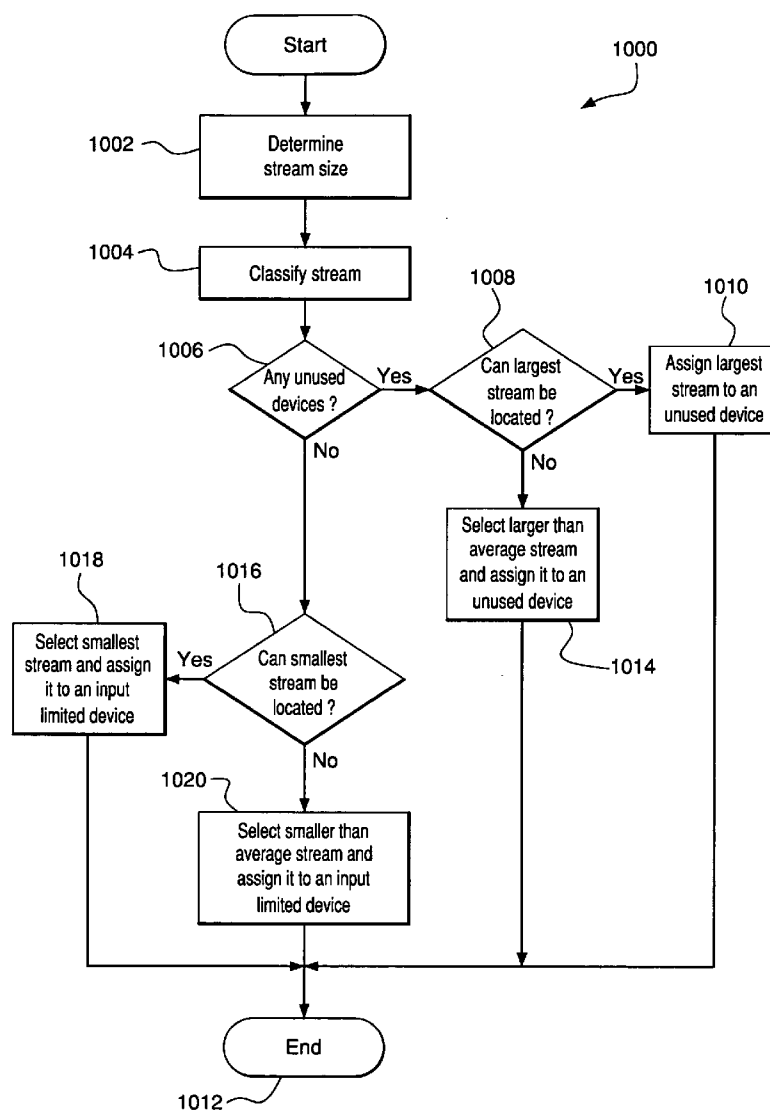 Start
1000
1002
Determine
stream size
1004
Classify stream
1006
Any unused
devices ?
Yes
No
1008
Can largest
stream be
located ?
Yes
No
1010
Assign largest
stream to an
unused device
Select larger than
average stream
and assign it to an
unused device
1014
1016
Can smallest
stream be
located ?
Yes
No
1018
Select smallest
stream and assign
it to an input
limited device
1020
Select smaller than
average stream and
assign it to an input
limited device
End
1012